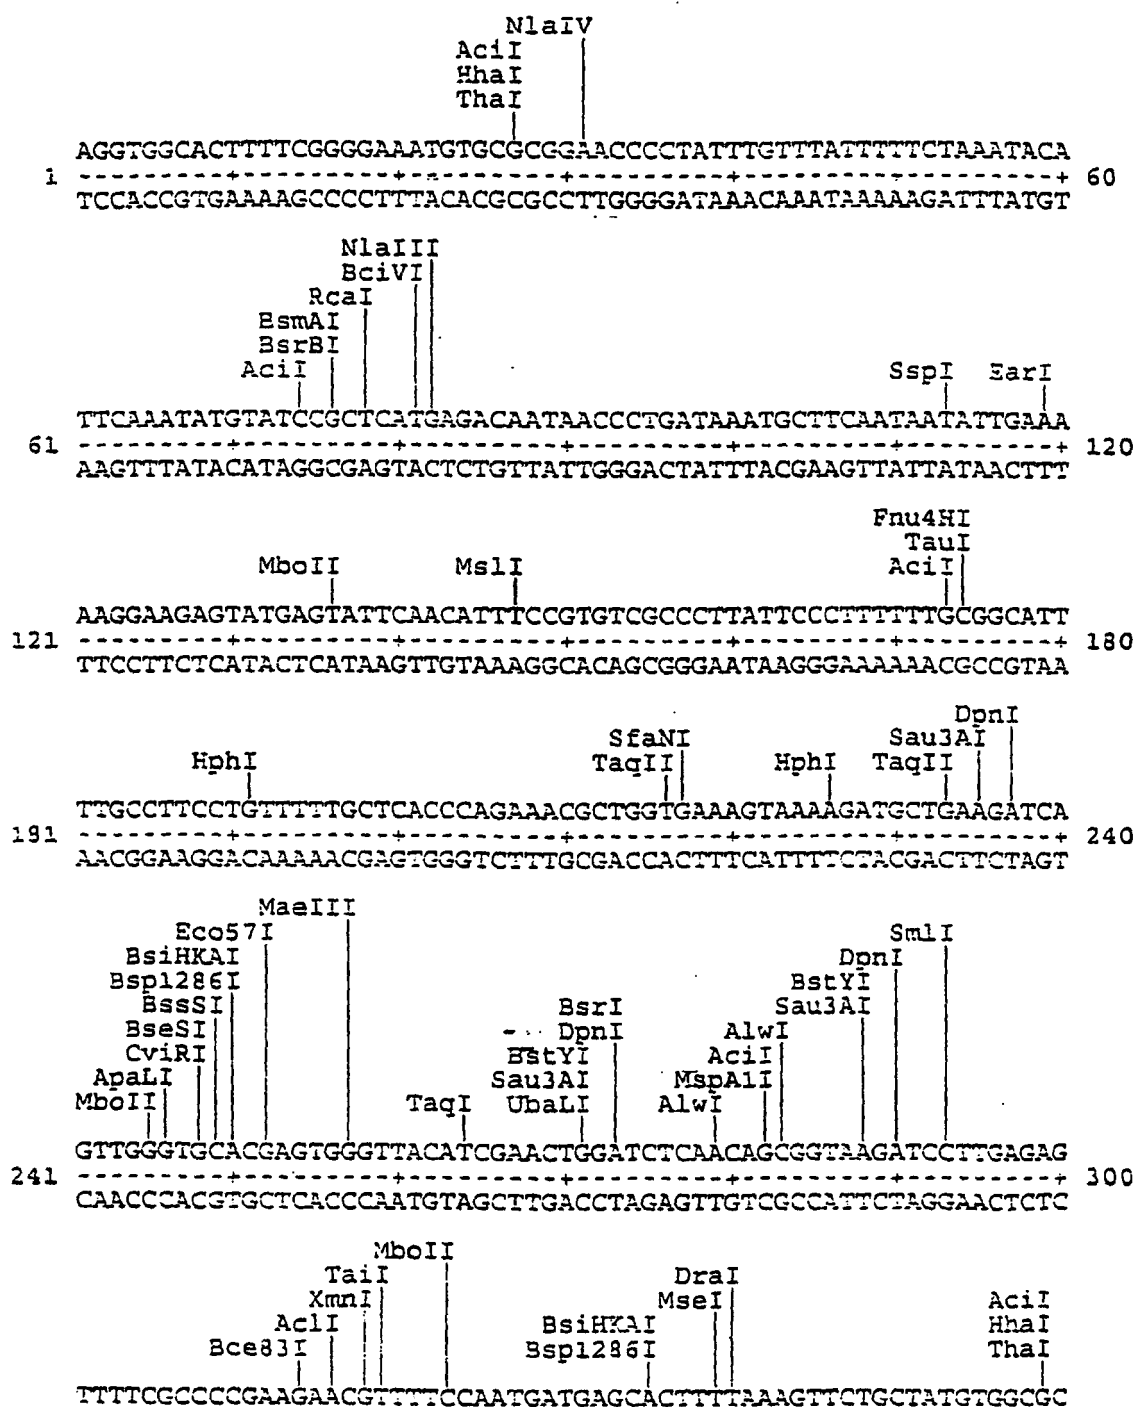 NlaIV
AciI
HhaI
ThaI
AGGTGGCACTTTTCGGGGAAATGTGCGCGGAACCCCTATTTGTTTATTTTTCTAAATACA
1 ---------+---------+---------+---------+---------+---------+ 60
TCCACCGTGAAAAGCCCCTTTACACGCGCCTTGGGGATAAACAAATAAAAAGATTTATGT
NlaIII
BciVI
RcaI
BsmAI
BsrBI
AciI SspI EarI
TTCAAATATGTATCCGCTCATGAGACAATAACCCTGATAAATGCTTCAATAATATTGAAA
61 ---------+---------+---------+---------+---------+---------+ 120
AAGTTTATACATAGGCGAGTACTCTGTTATTGGGACTATTTACGAAGTTATTATAACTTT
Fnu4HI
TauI
MboII MslI AciI
AAGGAAGAGTATGAGTATTCAACATTTCCGTGTCGCCCTTATTCCCTTTTTTGCGGCATT
121 ---------+---------+---------+---------+---------+---------+ 180
TTCCTTCTCATACTCATAAGTTGTAAAGGCACAGCGGGAATAAGGGAAAAAACGCCGTAA
DpnI
SfaNI Sau3AI
HphI TaqII HphI TaqII
TTGCCTTCCTGTTTTTGCTCACCCAGAAACGCTGGTGAAAGTAAAAGATGCTGAAGATCA
181 ---------+---------+---------+---------+---------+---------+ 240
AACGGAAGGACAAAAACGAGTGGGTCTTTGCGACCACTTTCATTTTCTACGACTTCTAGT
MaeIII
Eco57I SmlI
BsiHKAI DpnI
Bsp1286I BstYI
BssSI BsrI Sau3AI
BseSI DpnI AlwI
CviRI BstYI AciI
ApaLI Sau3AI MspA1I
MboII TaqI UbaLI AlwI
GTTGGGTGCACGAGTGGGTTACATCGAACTGGATCTCAACAGCGGTAAGATCCTTGAGAG
241 ---------+---------+---------+---------+---------+---------+ 300
CAACCCACGTGCTCACCCAATGTAGCTTGACCTAGAGTTGTCGCCATTCTAGGAACTCTC
MboII
TaiI DraI
XmnI MseI AciI
AclI BsiHKAI HhaI
Bce83I Bsp1286I ThaI
TTTTCGCCCCGAAGAACGTTTTCCAATGATGAGCACTTTTAAAGTTCTGCTATGTGGCGC